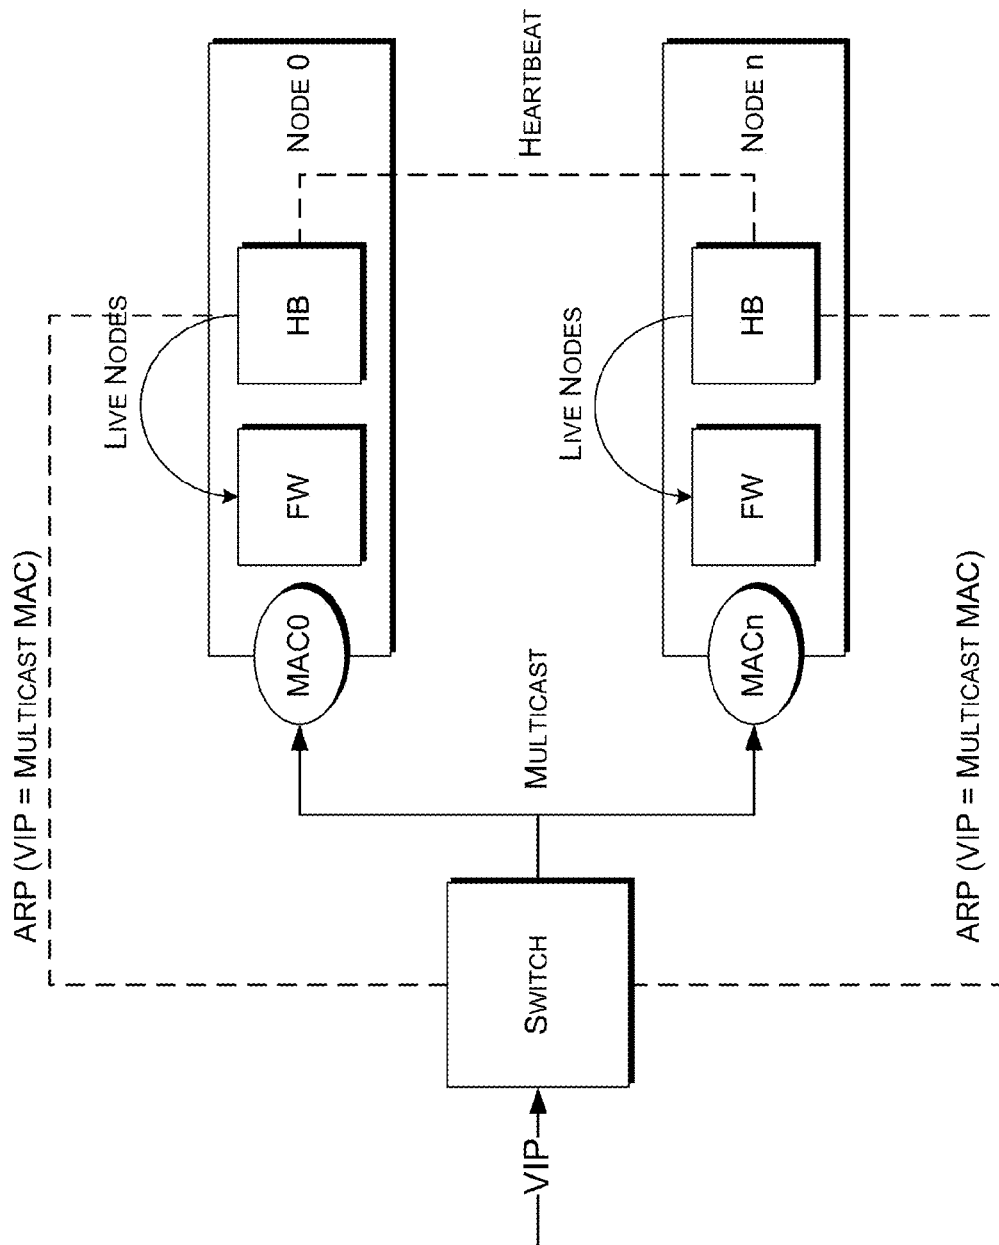 ARP (VIP = MULTICAST MAC)
LIVE NODES
NODE 0
HB
FW
MAC0
HEARTBEAT
MULTICAST
SWITCH
VIP
LIVE NODES
NODE n
HB
FW
MACn
ARP (VIP = MULTICAST MAC)